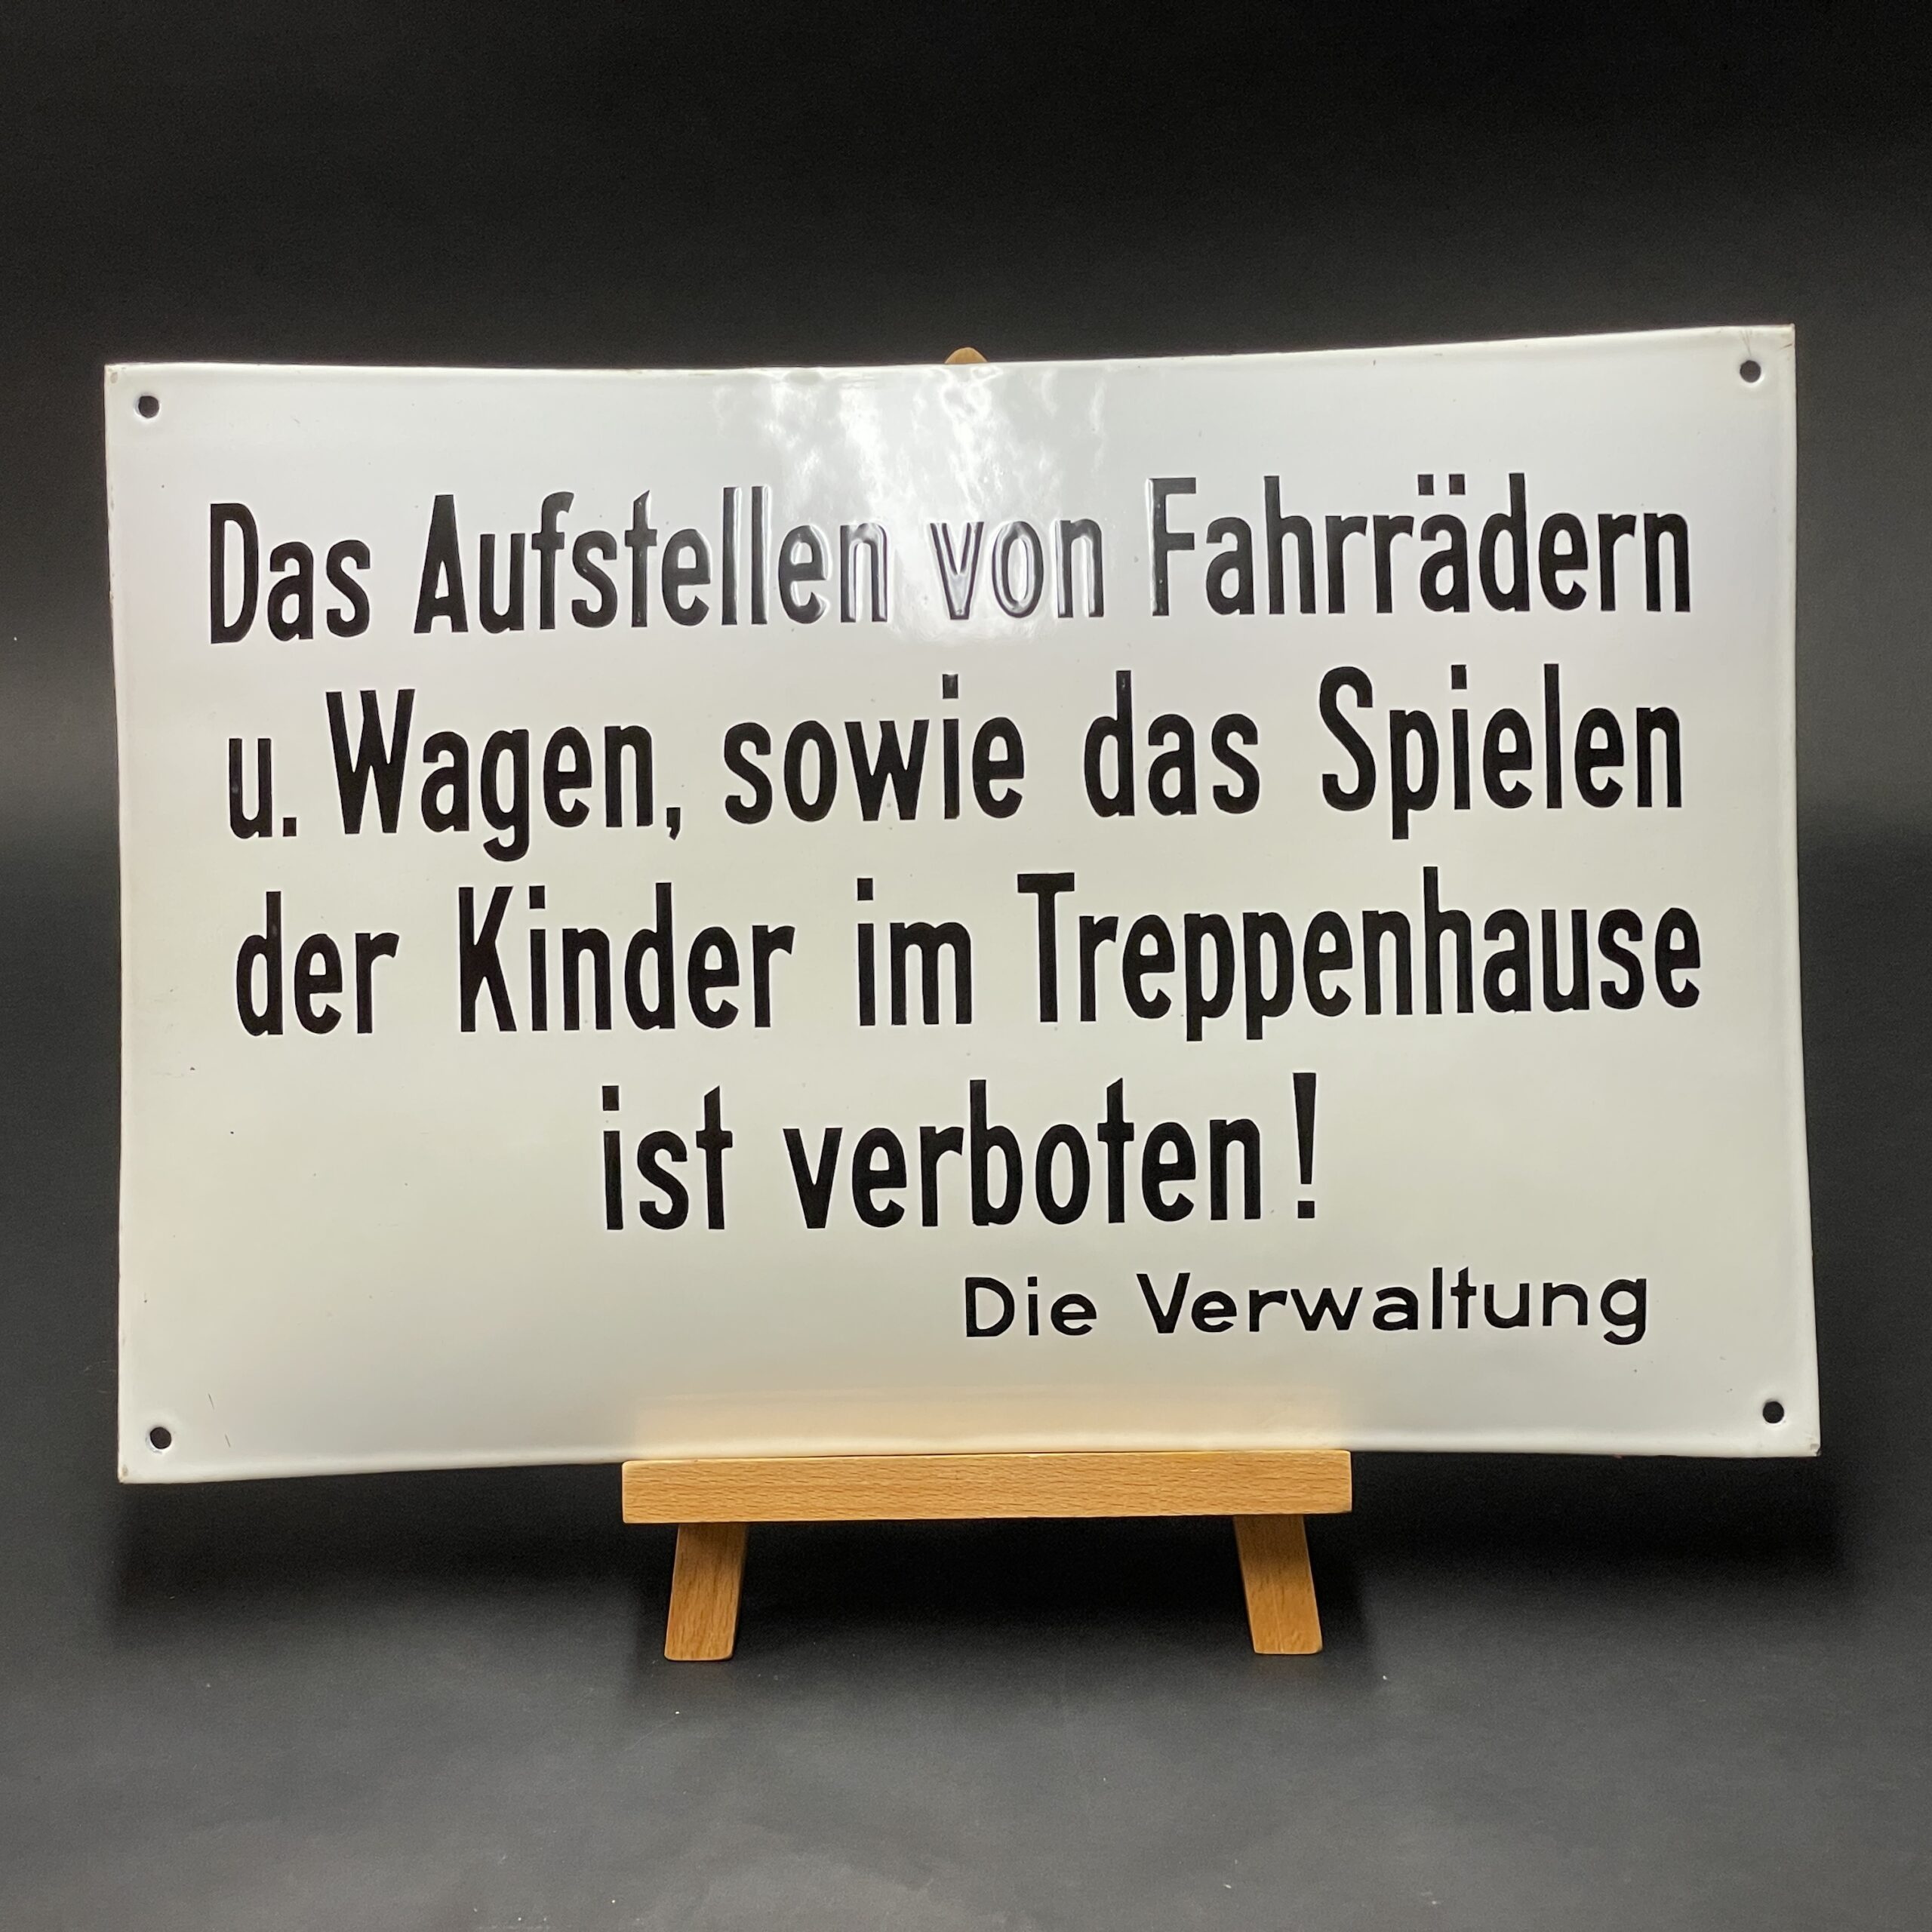 Das Aufstellen von Fahrrädern
u. Wagen, sowie das Spielen
der Kinder im Treppenhause
ist verboten!
Die Verwaltung